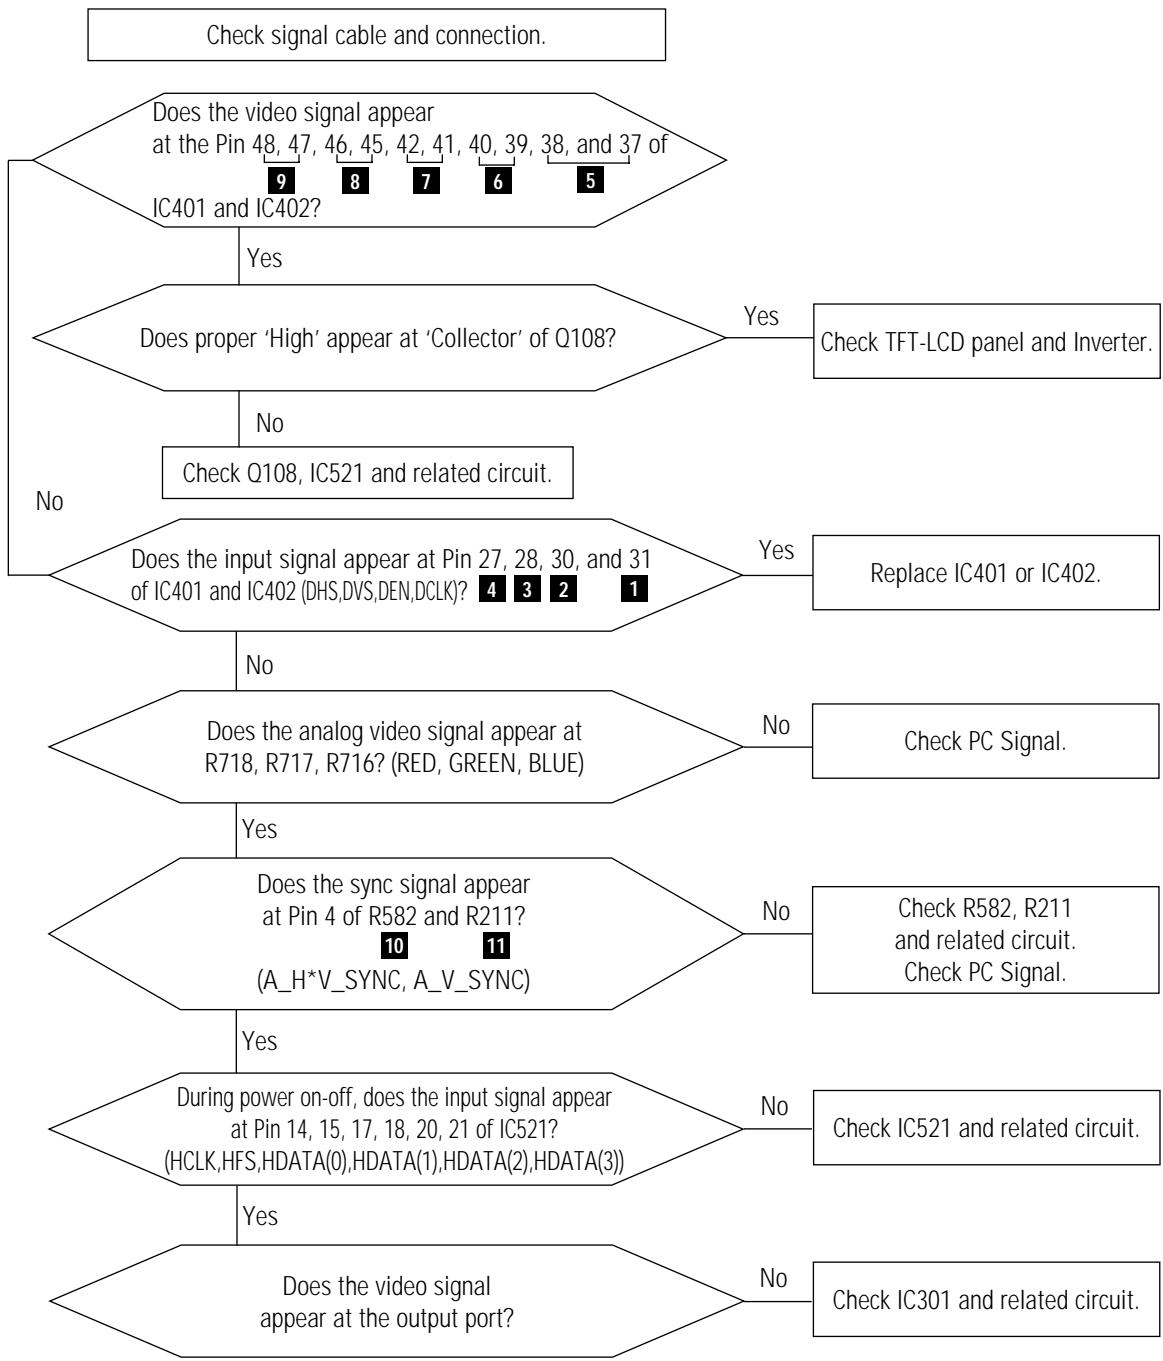 Check signal cable and connection.
Does the video signal appear
at the Pin 48, 47, 46, 45, 42, 41, 40, 39, 38, and 37 of
9 8 7 6 5
IC401 and IC402?
Yes
Does proper ‘High’ appear at ‘Collector’ of Q108?
Yes
Check TFT-LCD panel and Inverter.
No
Check Q108, IC521 and related circuit.
No
Does the input signal appear at Pin 27, 28, 30, and 31
of IC401 and IC402 (DHS,DVS,DEN,DCLK)? 4 3 2 1
Yes
Replace IC401 or IC402.
No
Does the analog video signal appear at
R718, R717, R716? (RED, GREEN, BLUE)
No
Check PC Signal.
Yes
Does the sync signal appear
at Pin 4 of R582 and R211?
10 11
(A_H*V_SYNC, A_V_SYNC)
No
Check R582, R211
and related circuit.
Check PC Signal.
Yes
During power on-off, does the input signal appear
at Pin 14, 15, 17, 18, 20, 21 of IC521?
(HCLK,HFS,HDATA(0),HDATA(1),HDATA(2),HDATA(3))
No
Check IC521 and related circuit.
Yes
Does the video signal
appear at the output port?
No
Check IC301 and related circuit.